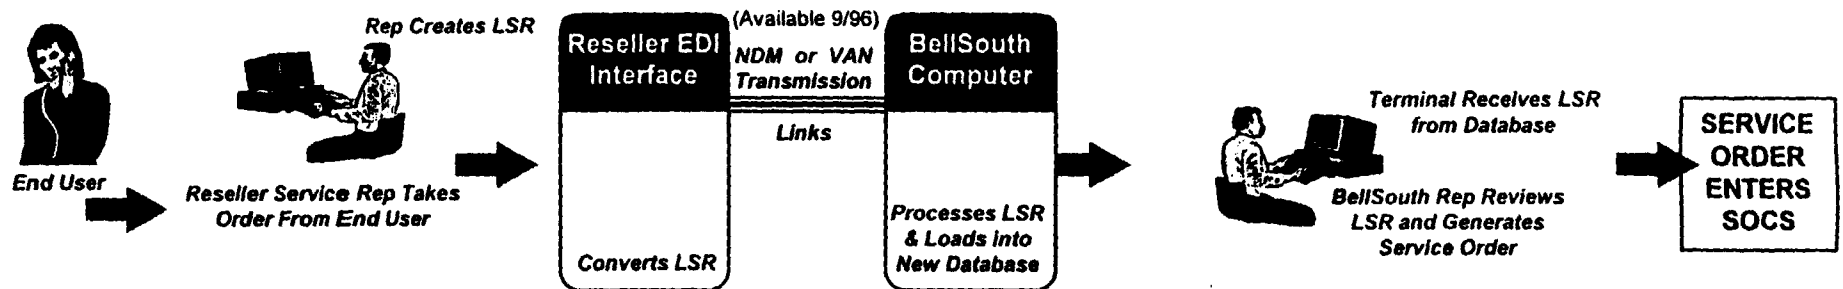 End User
Rep Creates LSR
Reseller Service Rep Takes
Order From End User
Reseller EDI
Interface
Converts LSR
(Available 9/96)
NDM or VAN
Transmission
Links
BellSouth
Computer
Processes LSR
& Loads into
New Database
Terminal Receives LSR
from Database
BellSouth Rep Reviews
LSR and Generates
Service Order
SERVICE
ORDER
ENTERS
SOCS